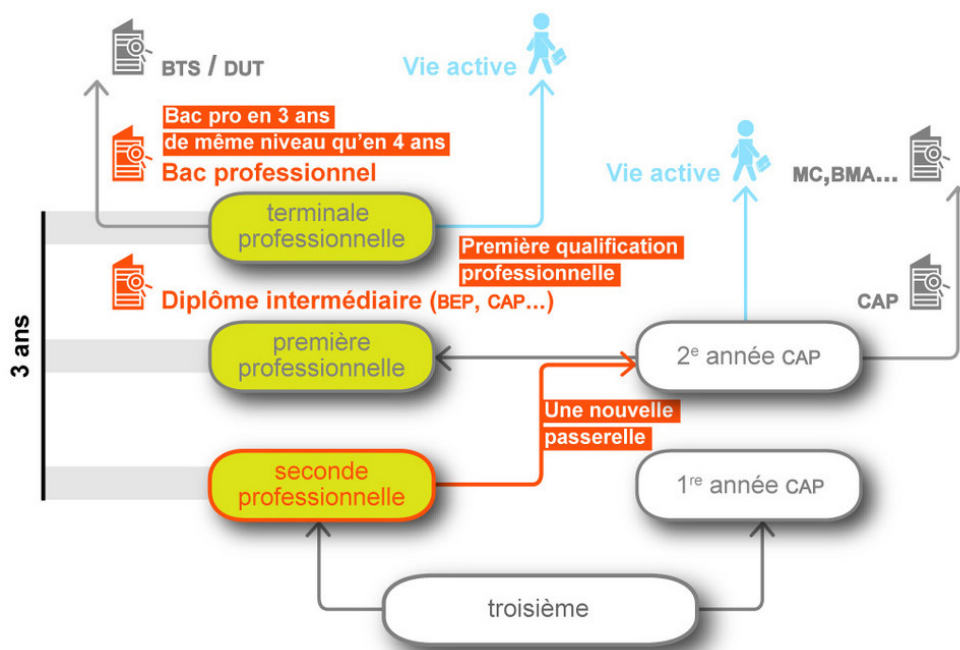 BTS / DUT
Vie active
Bac pro en 3 ans
de même niveau qu'en 4 ans
Bac professionnel
Vie active
MC,BMA...
terminale
professionnelle
Première qualification
professionnelle
Diplôme intermédiaire (BEP, CAP...)
CAP
3 ans
première
professionnelle
2e année CAP
Une nouvelle
passerelle
seconde
professionnelle
1re année CAP
troisième